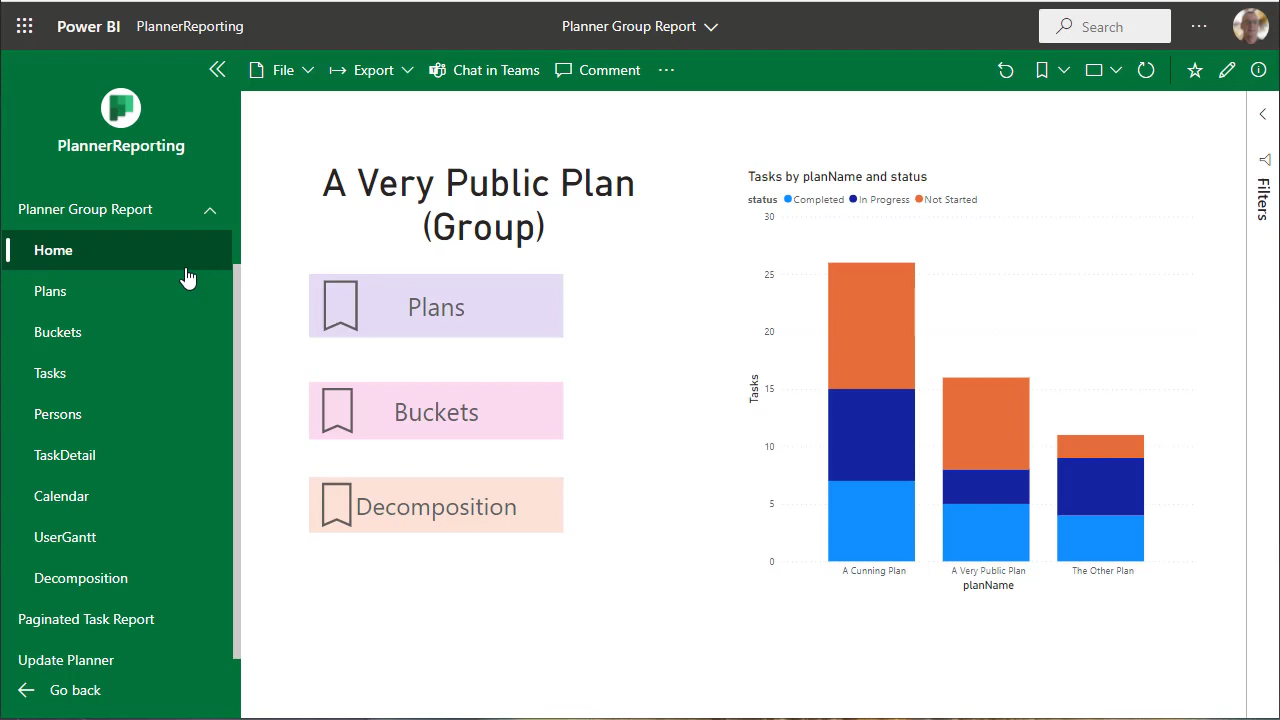 Power BI PlannerReporting
Planner Group Report
Search
File
Export
Chat in Teams
Comment
PlannerReporting
Planner Group Report
Home
Plans
Buckets
Tasks
Persons
TaskDetail
Calendar
UserGantt
Decomposition
Paginated Task Report
Update Planner
Go back
A Very Public Plan
(Group)
Plans
Buckets
Decomposition
Tasks by planName and status
status Completed In Progress Not Started
30
25
20
15
10
5
0
Tasks
A Cunning Plan
A Very Public Plan
The Other Plan
planName
Filters